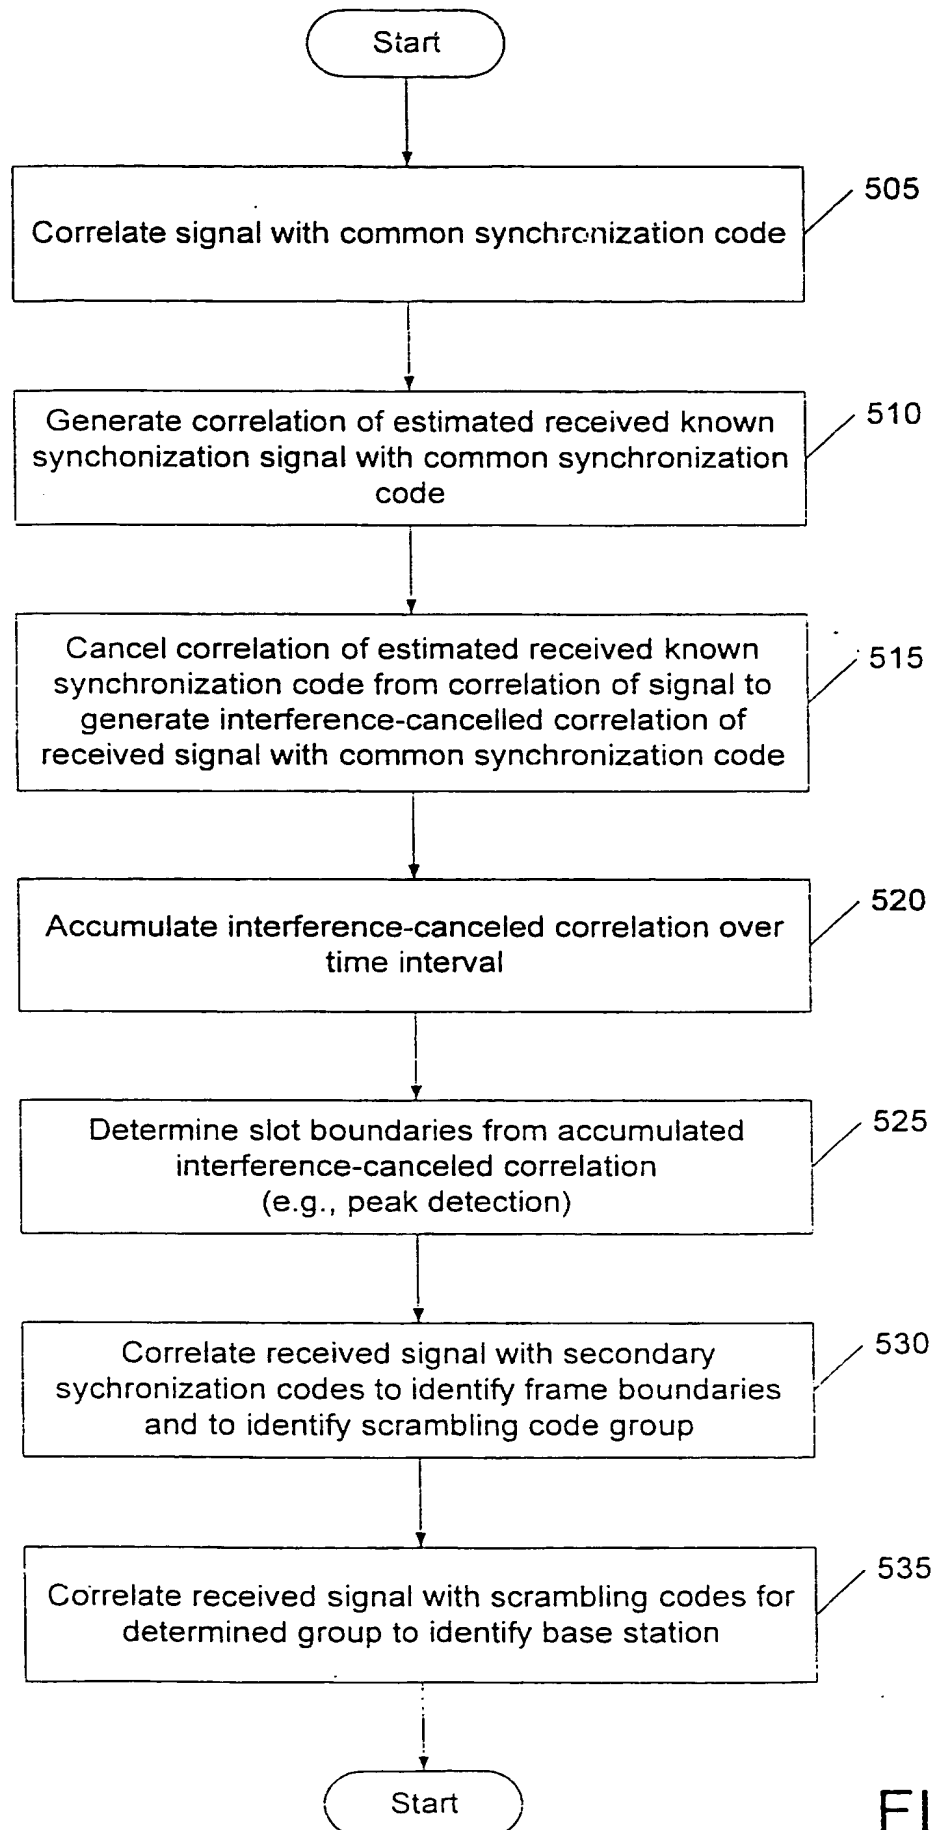 Start
505
Correlate signal with common synchronization code
510
Generate correlation of estimated received known
synchonization signal with common synchronization
code
515
Cancel correlation of estimated received known
synchronization code from correlation of signal to
generate interference-cancelled correlation of
received signal with common synchronization code
520
Accumulate interference-canceled correlation over
time interval
525
Determine slot boundaries from accumulated
interference-canceled correlation
(e.g., peak detection)
530
Correlate received signal with secondary
sychronization codes to identify frame boundaries
and to identify scrambling code group
535
Correlate received signal with scrambling codes for
determined group to identify base station
Start